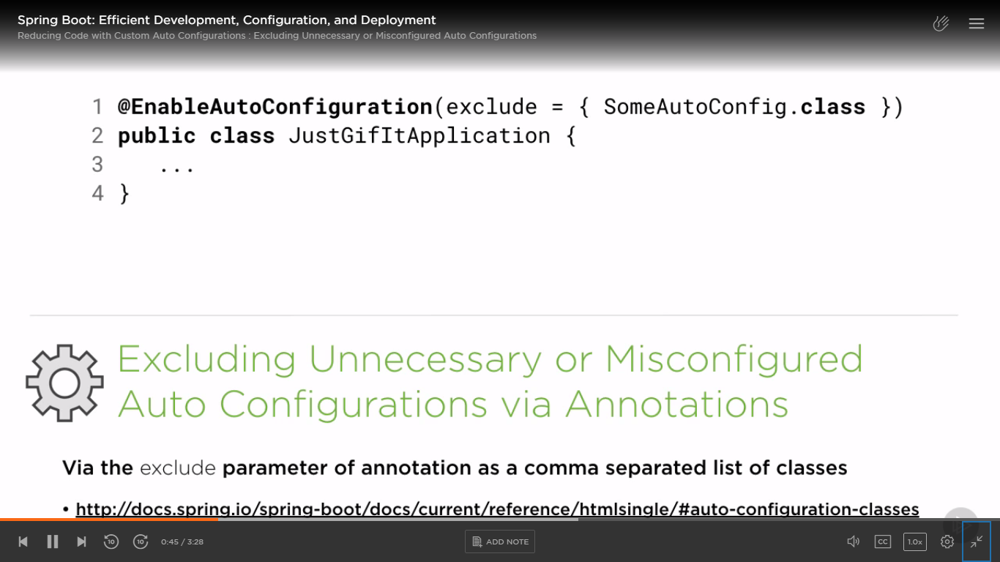 Spring Boot: Efficient Development, Configuration, and Deployment
Reducing Code with Custom Auto Configurations : Excluding Unnecessary or Misconfigured Auto Configurations
1 @EnableAutoConfiguration(exclude = { SomeAutoConfig.class })
2 public class JustGifItApplication {
3 ...
4 }
Excluding Unnecessary or Misconfigured
Auto Configurations via Annotations
Via the exclude parameter of annotation as a comma separated list of classes
• http://docs.spring.io/spring-boot/docs/current/reference/htmlsingle/#auto-configuration-classes
10 10 0:45 / 3:28 ADD NOTE CC 1.0x